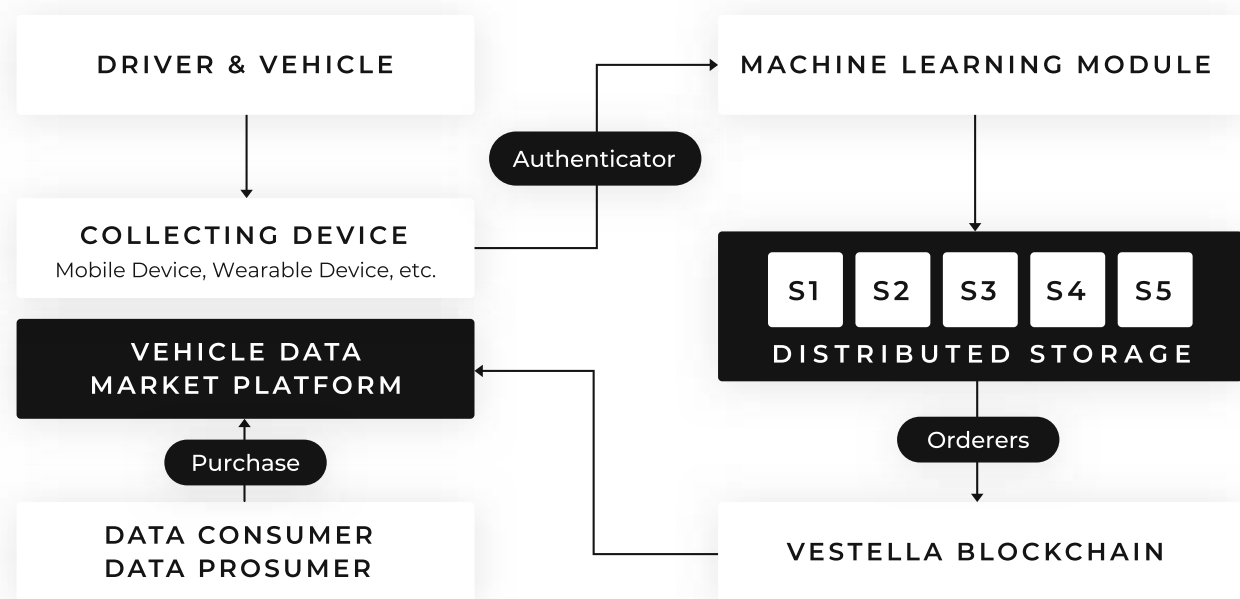 DRIVER & VEHICLE
MACHINE LEARNING MODULE
Authenticator
COLLECTING DEVICE
Mobile Device, Wearable Device, etc.
S1 S2 S3 S4 S5
DISTRIBUTED STORAGE
VEHICLE DATA
MARKET PLATFORM
Orderers
Purchase
DATA CONSUMER
DATA PROSUMER
VESTELLA BLOCKCHAIN